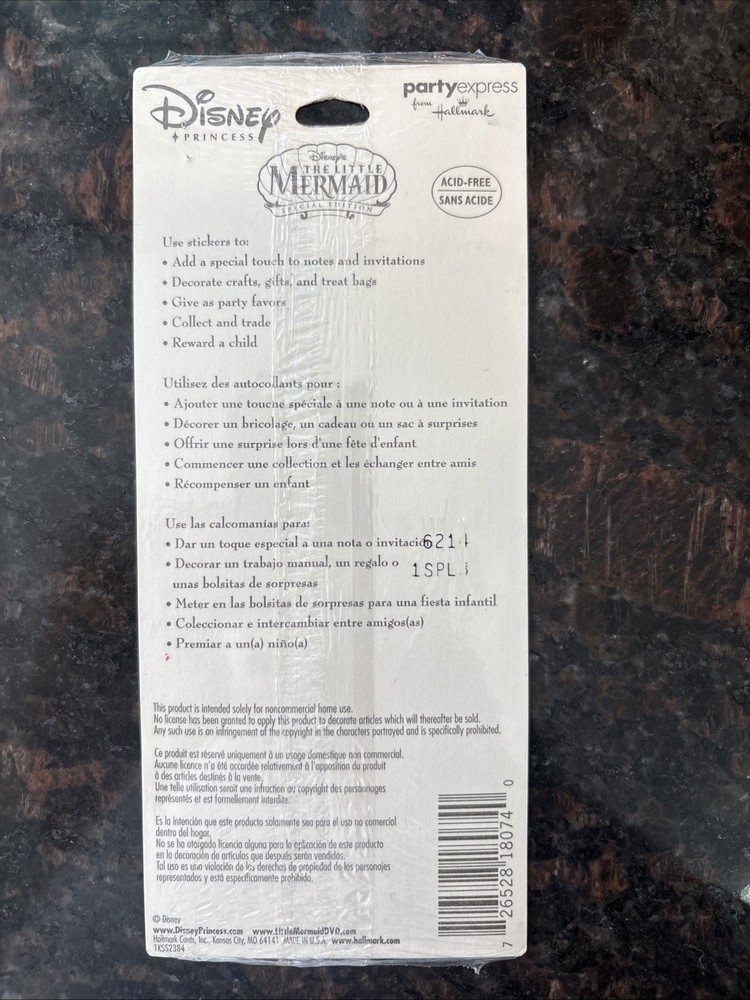 Disney
PRINCESS
partyexpress
from Hallmark
Disney's
THE LITTLE
MERMAID
SPECIAL EDITION
ACID-FREE
SANS ACIDE
Use stickers to:
• Add a special touch to notes and invitations
• Decorate crafts, gifts, and treat bags
• Give as party favors
• Collect and trade
• Reward a child
Utilisez des autocollants pour :
• Ajouter une touche spéciale à une note ou à une invitation
• Décorer un bricolage, un cadeau ou un sac à surprises
• Offrir une surprise lors d'une fête d'enfant
• Commencer une collection et les échanger entre amis
• Récompenser un enfant
Use las calcomanías para:
• Dar un toque especial a una nota o invitació
621
• Decorar un trabajo manual, un regalo o
1SPL
unas bolsitas de sorpresas
• Meter en las bolsitas de sorpresas para una fiesta infantil
• Coleccionar e intercambiar entre amigos(as)
• Premiar a un(a) niño(a)
This product is intended solely for noncommercial home use.
No license has been granted to apply this product to decorate articles which will thereafter be sold.
Any such use is an infringement of the copyright in the characters portrayed and is specifically prohibited.
Ce produit est réservé uniquement à un usage domestique non commercial.
Aucune licence n'a été accordée relativement à l'apposition du produit
à des articles destinés à la vente.
Une telle utilisation serait une infraction au copyright des personnages
représentés et est formellement interdite.
Es la intención que este producto solamente sea para el uso no comercial
dentro del hogar.
No se ha otorgado licencia alguna para la aplicación de este producto
en la decoración de artículos que después serán vendidos.
Tal uso es una violación de los derechos de propiedad de los personajes
representados y está específicamente prohibido.
7 26528 18074 0
© Disney
www.DisneyPrincess.com www.LittleMermaidDVD.com
Hallmark Cards, Inc., Kansas City, MO 64141 MADE IN U.S.A. www.hallmark.com
1KSS2384